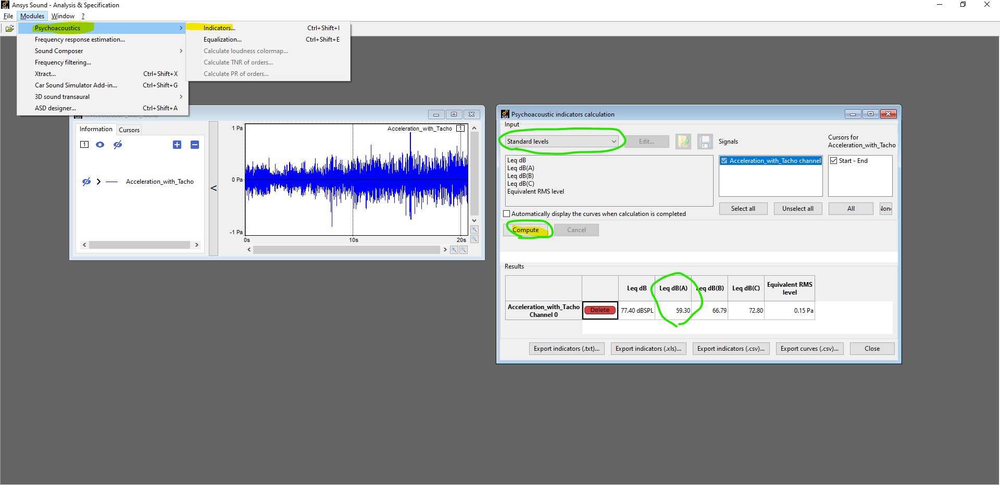 Ansys Sound - Analysis & Specification
File Modules Window ?
Psychoacoustics
Frequency response estimation...
Sound Composer
Frequency filtering...
Xtract... Ctrl+Shift+X
Car Sound Simulator Add-in... Ctrl+Shift+G
3D sound transaural
ASD designer... Ctrl+Shift+A
Indicators... Ctrl+Shift+I
Equalization... Ctrl+Shift+E
Calculate loudness colormap...
Calculate TNR of orders...
Calculate PR of orders...
Information Cursors
1
Acceleration_with_Tacho
<
1 Pa
0 Pa
-1 Pa
Acceleration_with_Tacho 1
0s 10s 20s
Psychoacoustic indicators calculation
Input
Standard levels
Edit...
Signals
Cursors for
Acceleration_with_Tacho
Leq dB
Leq dB(A)
Leq dB(B)
Leq dB(C)
Equivalent RMS level
Acceleration_with_Tacho channel
Start - End
Select all Unselect all All
Automatically display the curves when calculation is completed
Compute Cancel
Results
Leq dB Leq dB(A) Leq dB(B) Leq dB(C) Equivalent RMS
level
Acceleration_with_Tacho
Channel 0
Delete 77.40 dBSPL 59.30 66.79 72.80 0.15 Pa
Export indicators (.txt)... Export indicators (.xls)... Export indicators (.csv)... Export curves (.csv)... Close